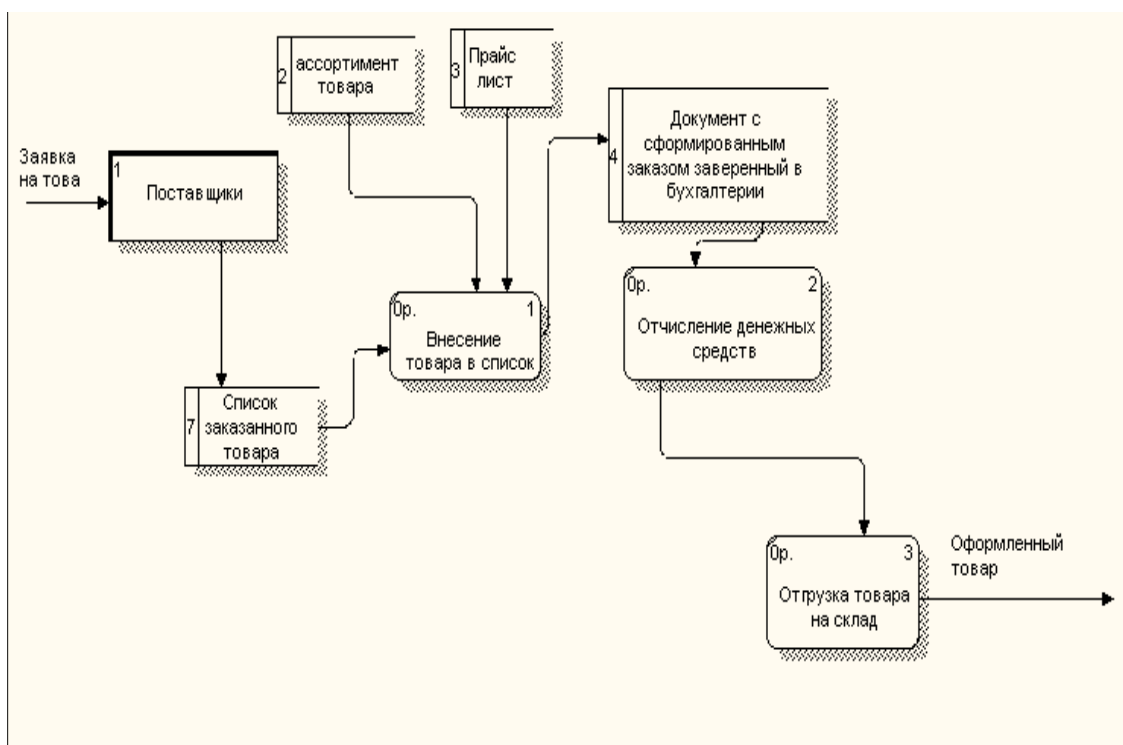 2
ассортимент
товара
3
Прайс
лист
4
Документ с
сформированным
заказом заверенный в
бухгалтерии
Заявка
на това
1
Поставщики
0р.
1
Внесение
товара в список
0р.
2
Отчисление денежных
средств
7
Список
заказанного
товара
0р.
3
Отгрузка товара
на склад
Оформленный
товар